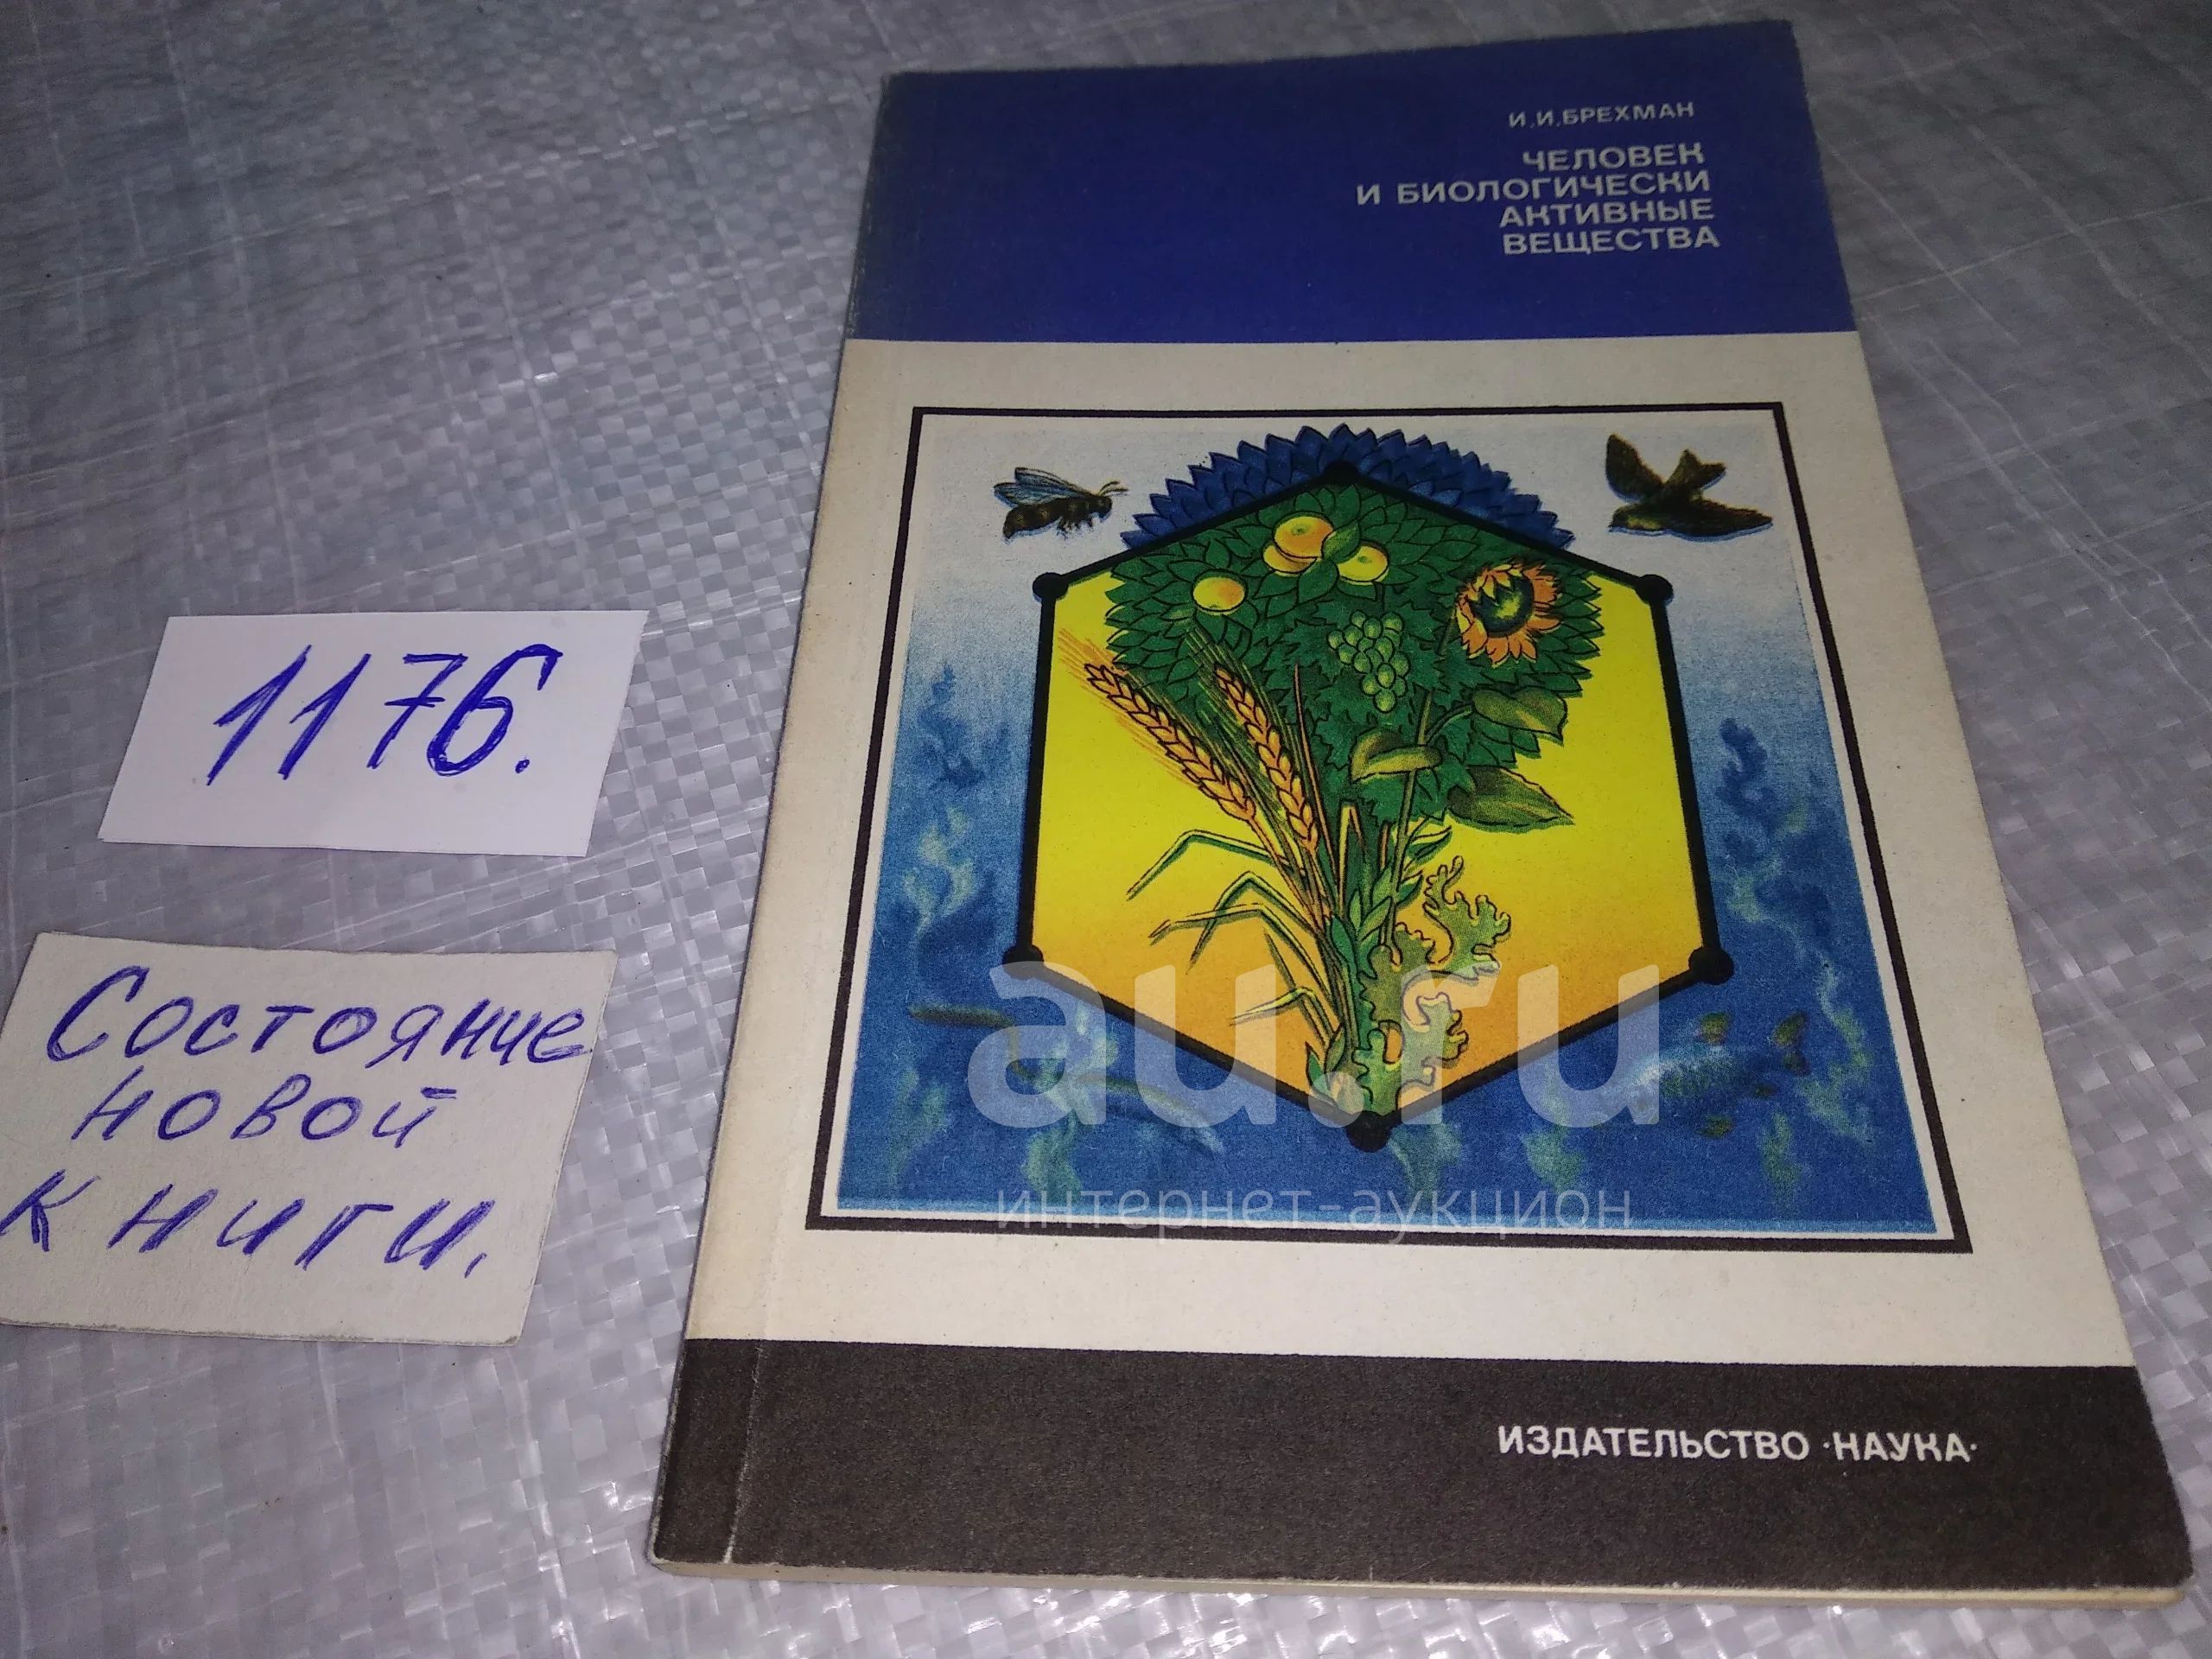 И.И.БРЕХМАН
ЧЕЛОВЕК
И БИОЛОГИЧЕСКИ
АКТИВНЫЕ
ВЕЩЕСТВА
1176.
Состояние
новой
книги.
au.ru
интернет-аукцион
ИЗДАТЕЛЬСТВО ·НАУКА·